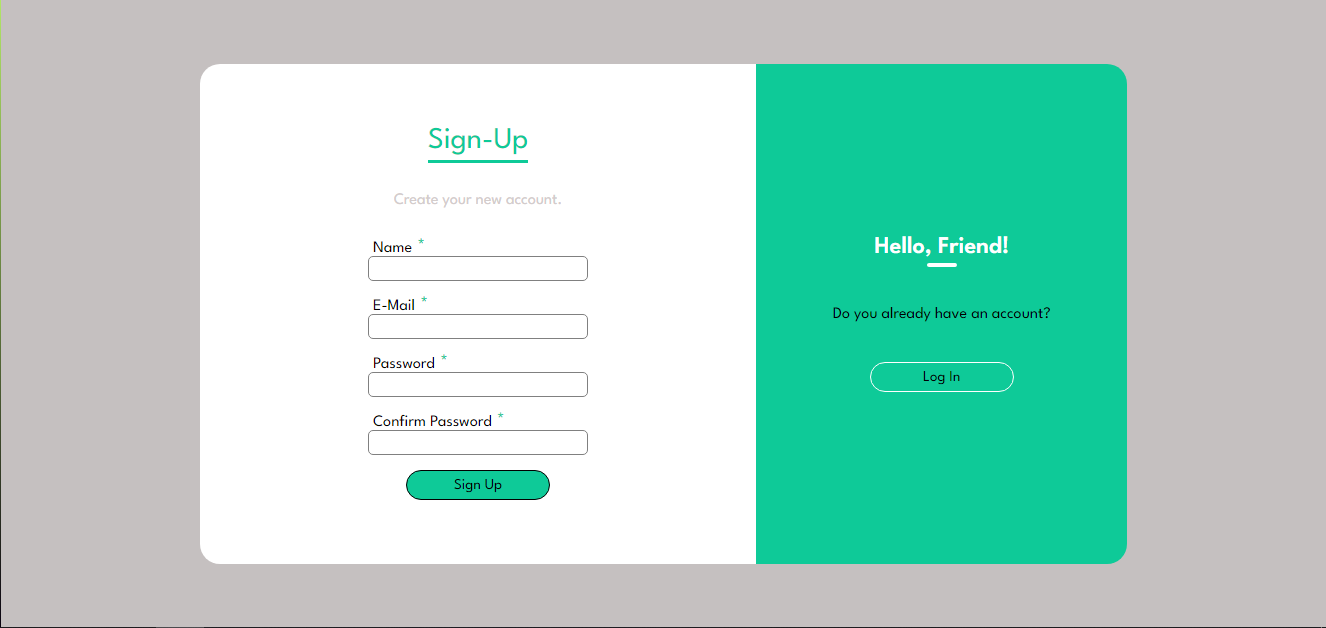 Sign-Up
Create your new account.
Name *
E-Mail *
Password *
Confirm Password *
Sign Up
Hello, Friend!
Do you already have an account?
Log In